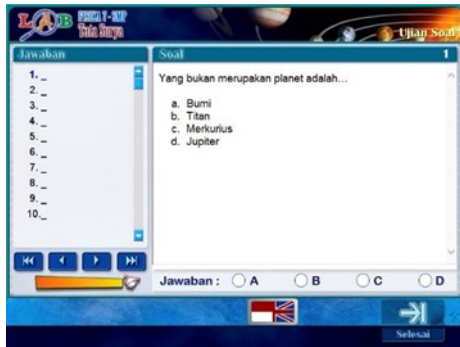 LAB FISIKA 7 - SMP
Tata Surya
Ujian Soal
Jawaban
Soal
1
1. _
2. _
3. _
4. _
5. _
6. _
7. _
8. _
9. _
10._
Yang bukan merupakan planet adalah...
a. Bumi
b. Titan
c. Merkurius
d. Jupiter
Jawaban : A B C D
Selesai